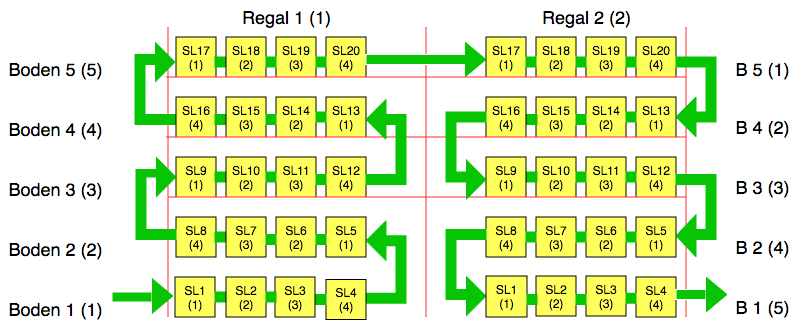 Regal 1 (1) Regal 2 (2)
SL17 SL18 SL19 SL20 SL17 SL18 SL19 SL20
Boden 5 (5) (1) (2) (3) (4) (1) (2) (3) (4) B 5 (1)
SL16 SL15 SL14 SL13 SL16 SL15 SL14 SL13
Boden 4 (4) (4) (3) (2) (1) (4) (3) (2) (1) B 4 (2)
SL9 SL10 SL11 SL12 SL9 SL10 SL11 SL12
Boden 3 (3) (1) (2) (3) (4) (1) (2) (3) (4) B 3 (3)
SL8 SL7 SL6 SL5 SL8 SL7 SL6 SL5
Boden 2 (2) (4) (3) (2) (1) (4) (3) (2) (1) B 2 (4)
SL1 SL2 SL3 SL4 SL1 SL2 SL3 SL4
Boden 1 (1) (1) (2) (3) (4) (1) (2) (3) (4) B 1 (5)